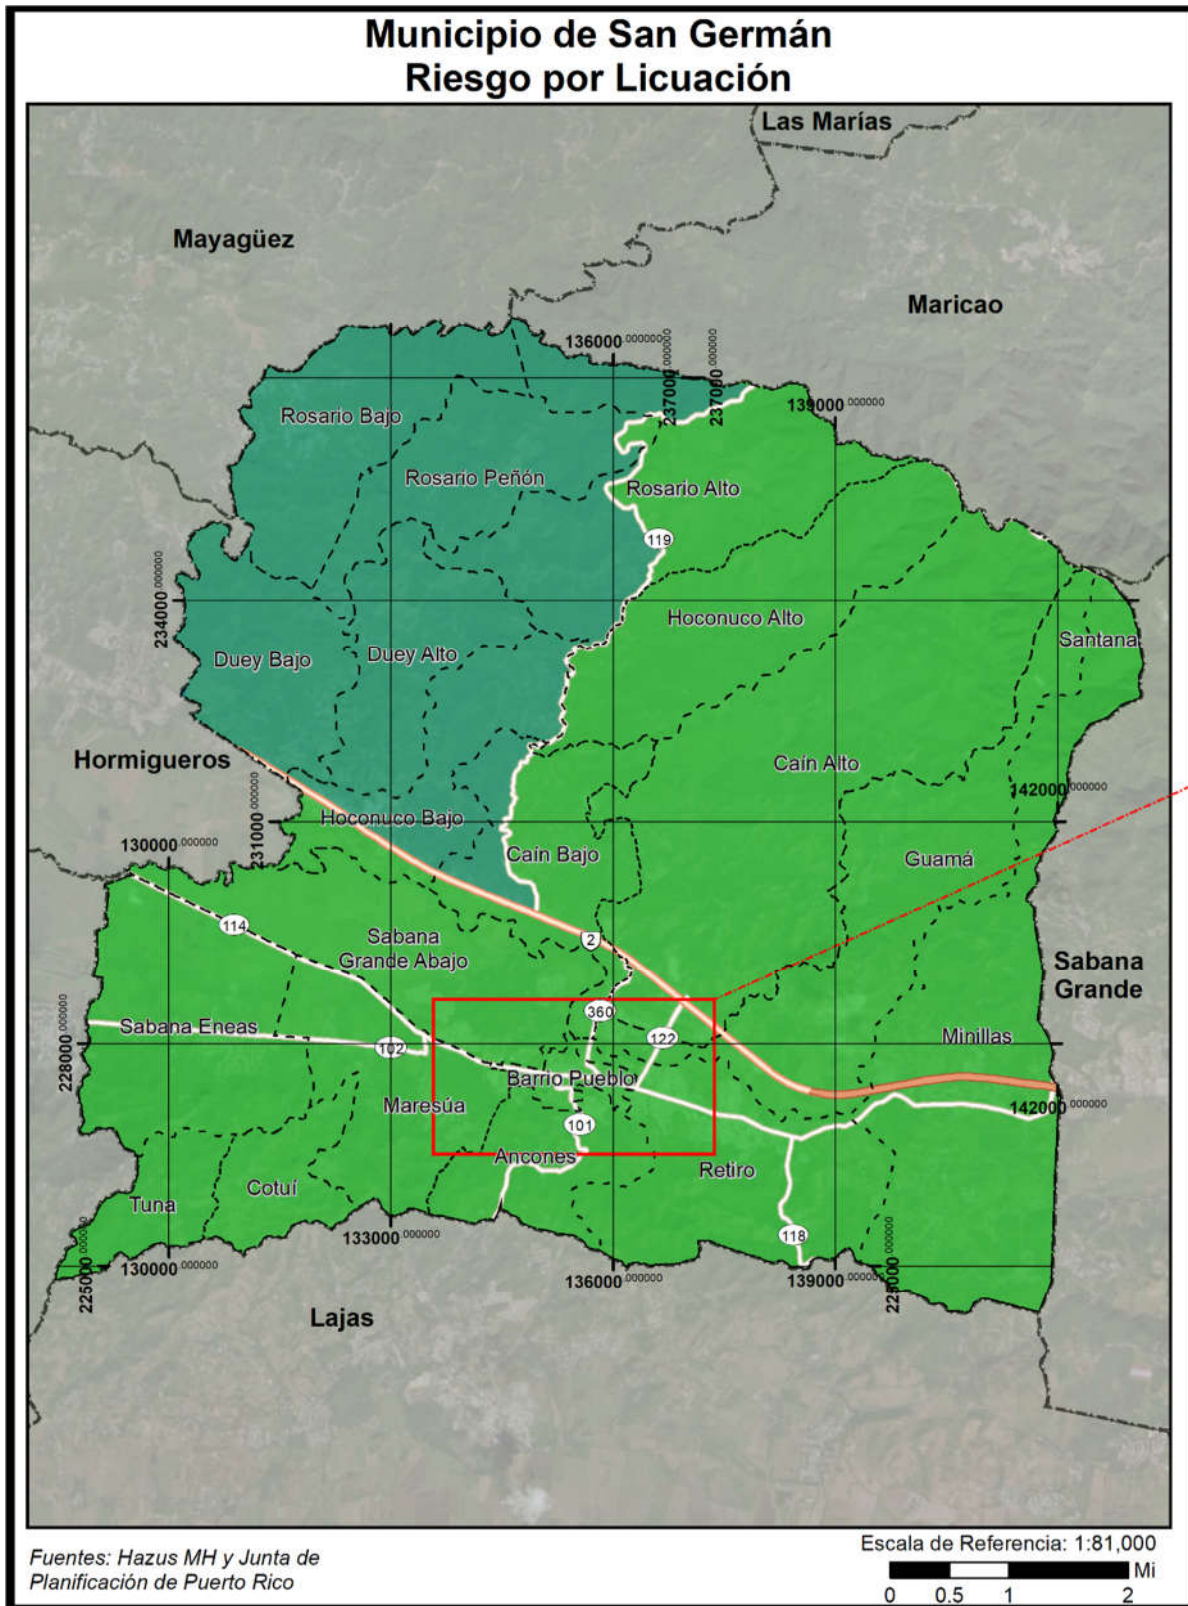 Municipio de San Germán
Riesgo por Licuación
Las Marías
Mayagüez
Maricao
136000.000000
237000.000000
237000.000000
139000.000000
Rosario Bajo
Rosario Peñón
Rosario Alto
119
234000.000000
Hoconuco Alto
Santana
Duey Bajo
Duey Alto
Hormigueros
Caín Alto
142000.000000
Hoconuco Bajo
231000.000000
130000.000000
Caín Bajo
Guamá
114
Sabana
Grande Abajo
2
Sabana
Grande
360
Sabana Eneas
102
122
Minillas
228000.000000
Barrio Pueblo
Maresúa
142000.000000
101
Ancones
Retiro
Cotuí
Tuna
133000.000000
118
225000.000000
130000.000000
136000.000000
139000.000000
225000.000000
Lajas
Fuentes: Hazus MH y Junta de
Planificación de Puerto Rico
Escala de Referencia: 1:81,000
Mi
0 0.5 1 2